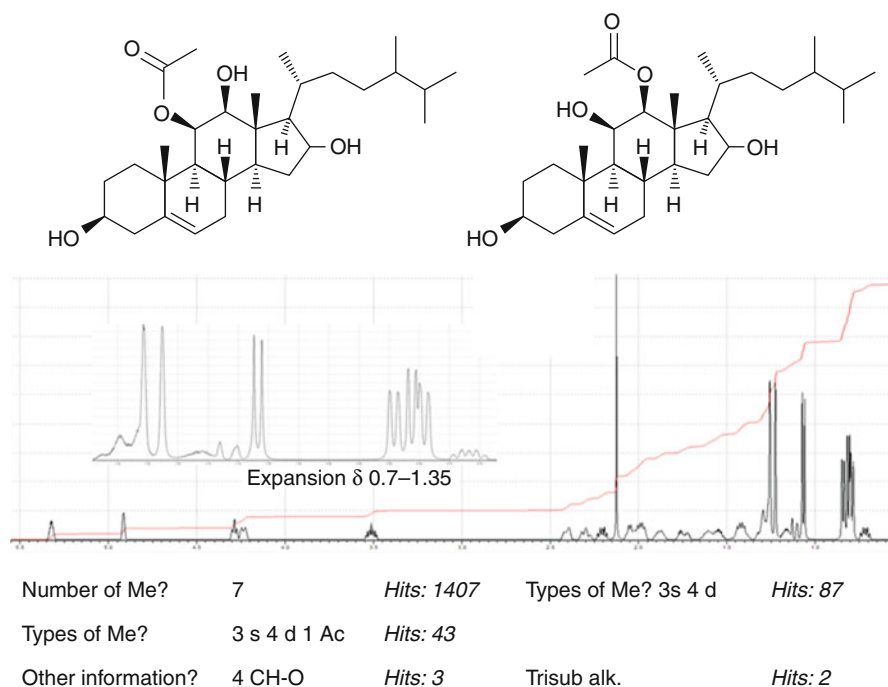 O
O
OH
H
H
H
OH
HO
O
O
HO
H
H
H
OH
HO
Expansion δ 0.7–1.35
Number of Me? 7 Hits: 1407 Types of Me? 3s 4 d Hits: 87
Types of Me? 3 s 4 d 1 Ac Hits: 43
Other information? 4 CH-O Hits: 3 Trisub alk. Hits: 2